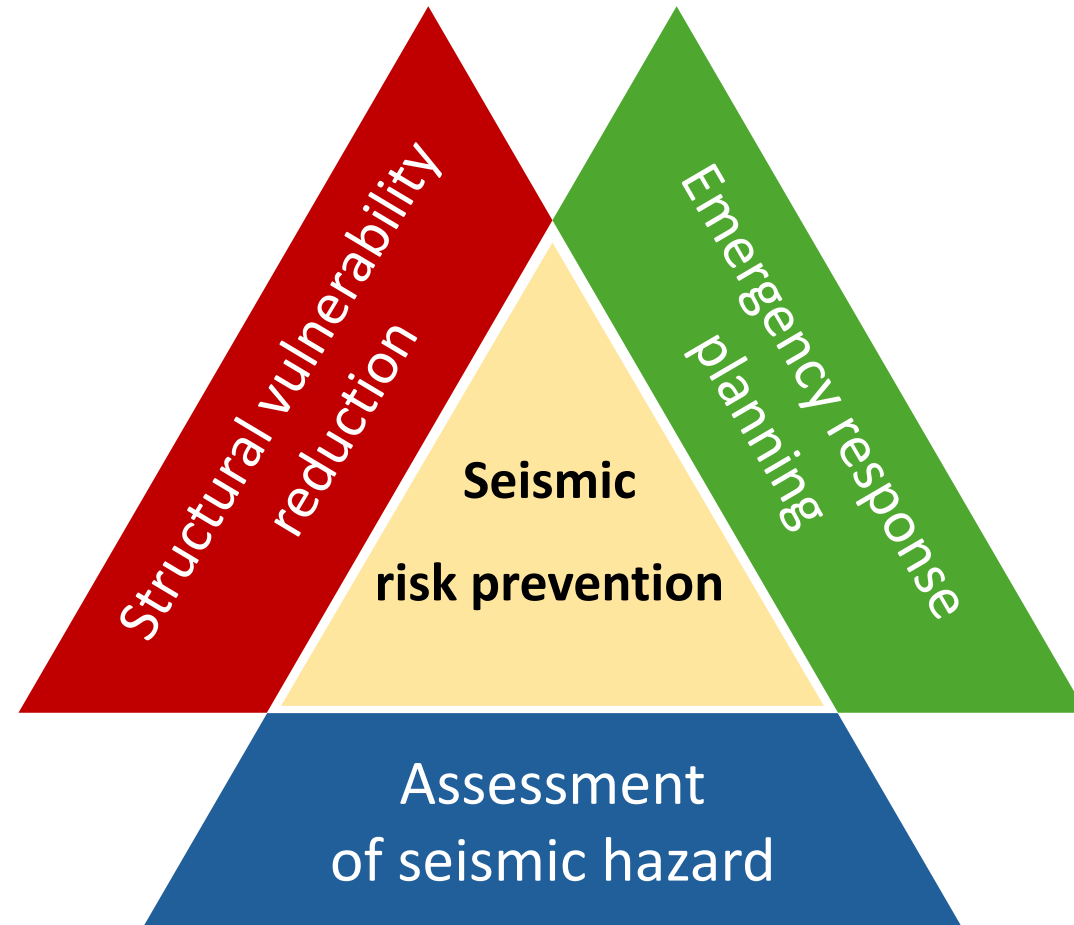 Structural vulnerability
reduction
Emergency response
planning
Seismic
risk prevention
Assessment
of seismic hazard